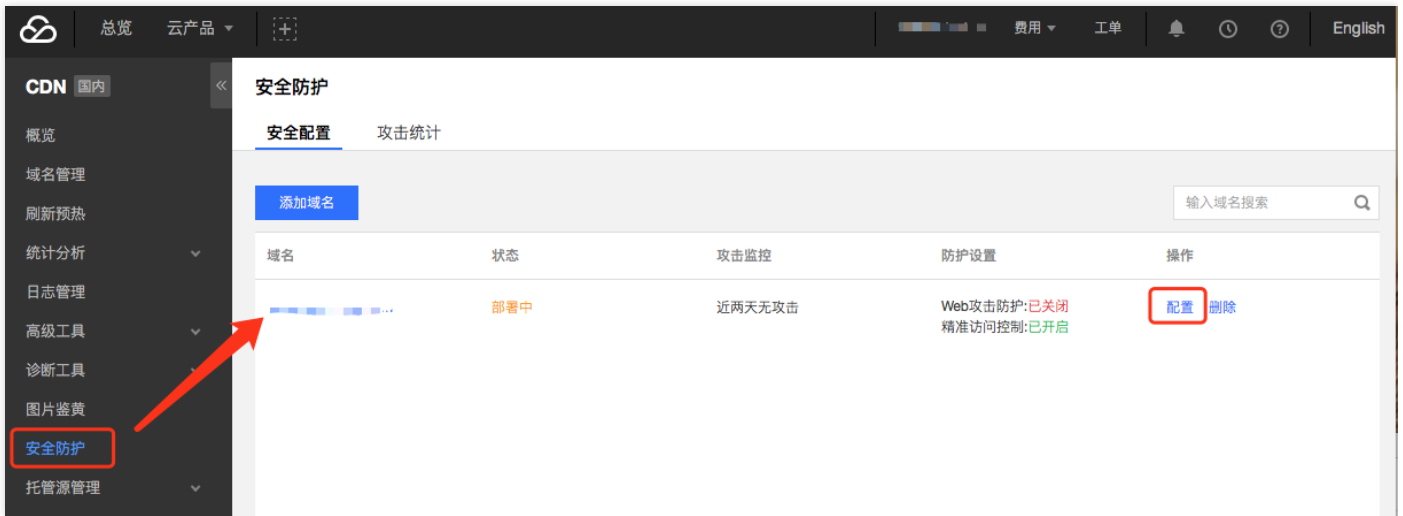 总览 云产品 费用 工单 English
CDN 国内
概览
域名管理
刷新预热
统计分析
日志管理
高级工具
诊断工具
图片鉴黄
安全防护
托管源管理
安全防护
安全配置 攻击统计
添加域名 输入域名搜索
域名 状态 攻击监控 防护设置 操作
部署中 近两天无攻击 Web攻击防护:已关闭 配置 删除
精准访问控制:已开启